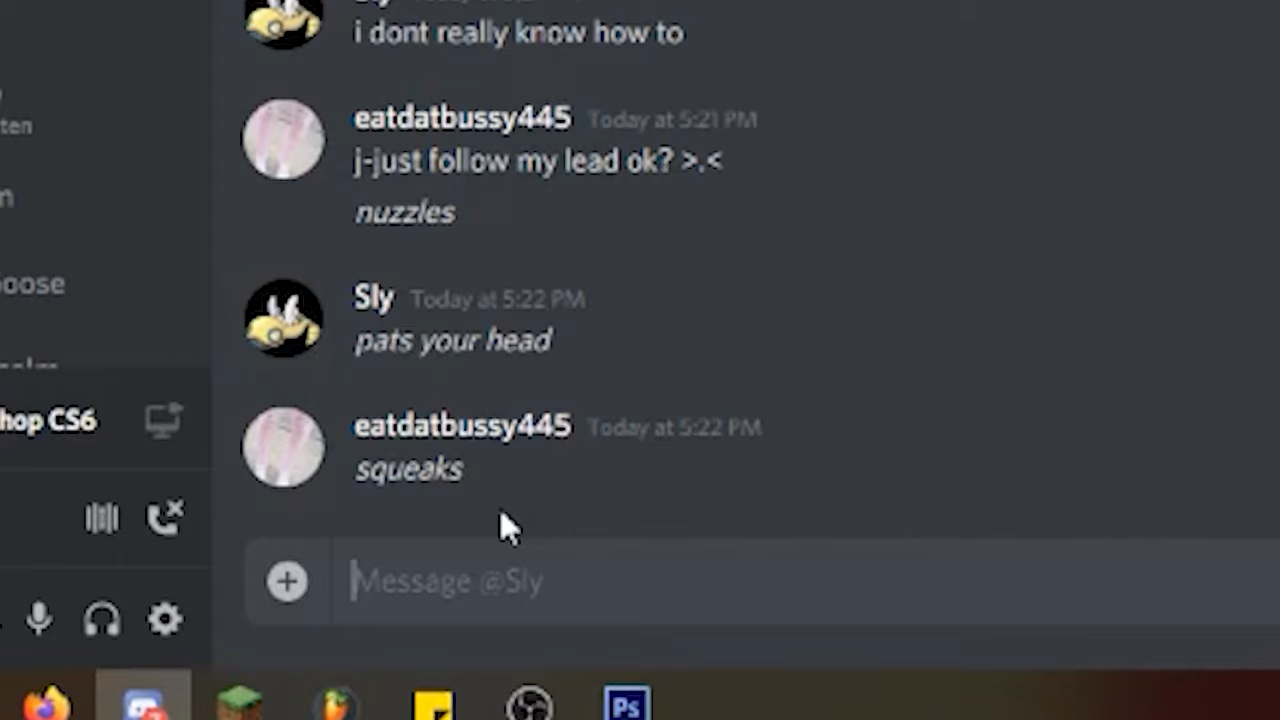 i dont really know how to
eatdatbussy445 Today at 5:21 PM
ten
j-just follow my lead ok? >.<
nuzzles
Sly Today at 5:22 PM
pats your head
eatdatbussy445 Today at 5:22 PM
hop CS6
squeaks
Message @Sly
Ps